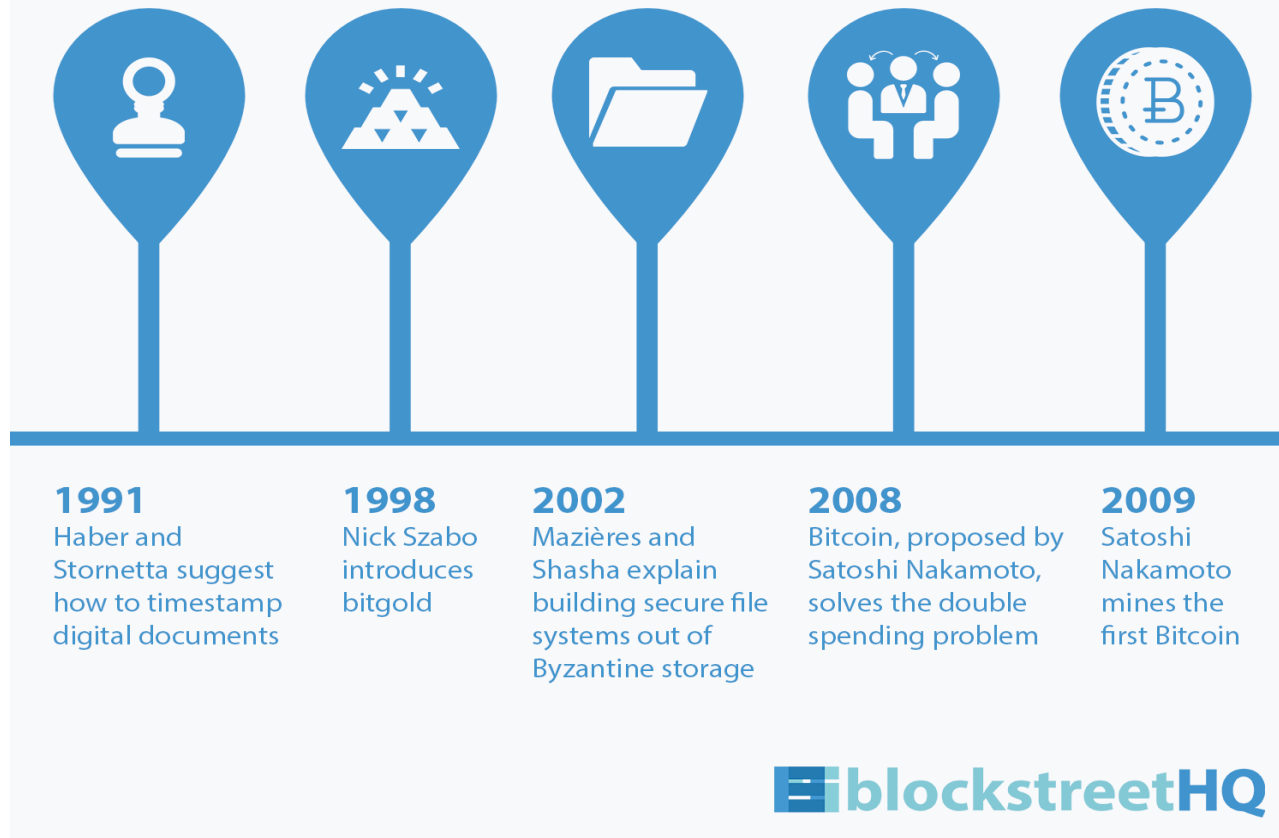 1991
Haber and
Stornetta suggest
how to timestamp
digital documents
1998
Nick Szabo
introduces
bitgold
2002
Mazières and
Shasha explain
building secure file
systems out of
Byzantine storage
2008
Bitcoin, proposed by
Satoshi Nakamoto,
solves the double
spending problem
2009
Satoshi
Nakamoto
mines the
first Bitcoin
blockstreetHQ